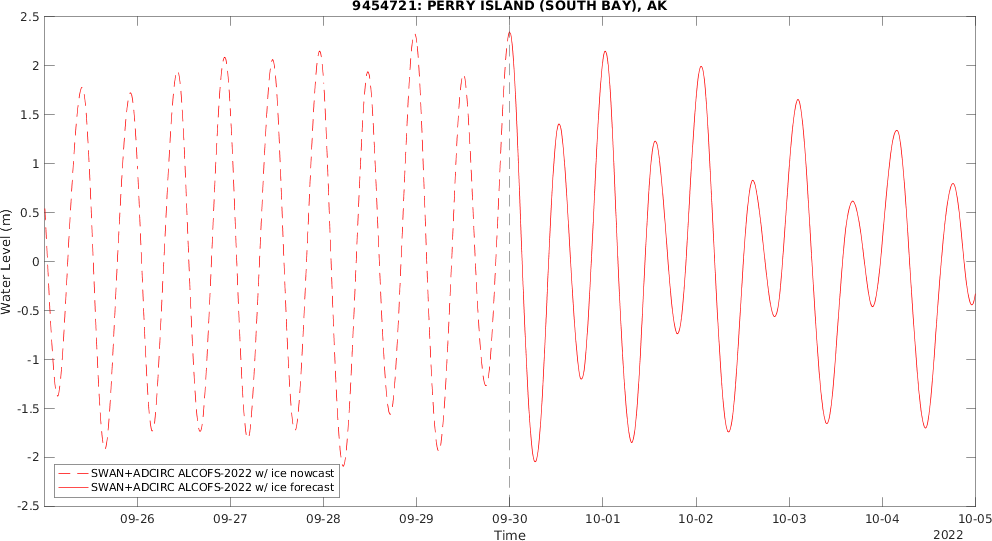 9454721: PERRY ISLAND (SOUTH BAY), AK
2.5
2
1.5
1
0.5
0
-0.5
-1
-1.5
-2
-2.5
Water Level (m)
SWAN+ADCIRC ALCOFS-2022 w/ ice nowcast
SWAN+ADCIRC ALCOFS-2022 w/ ice forecast
09-26 09-27 09-28 09-29 09-30 10-01 10-02 10-03 10-04 10-05
Time
2022